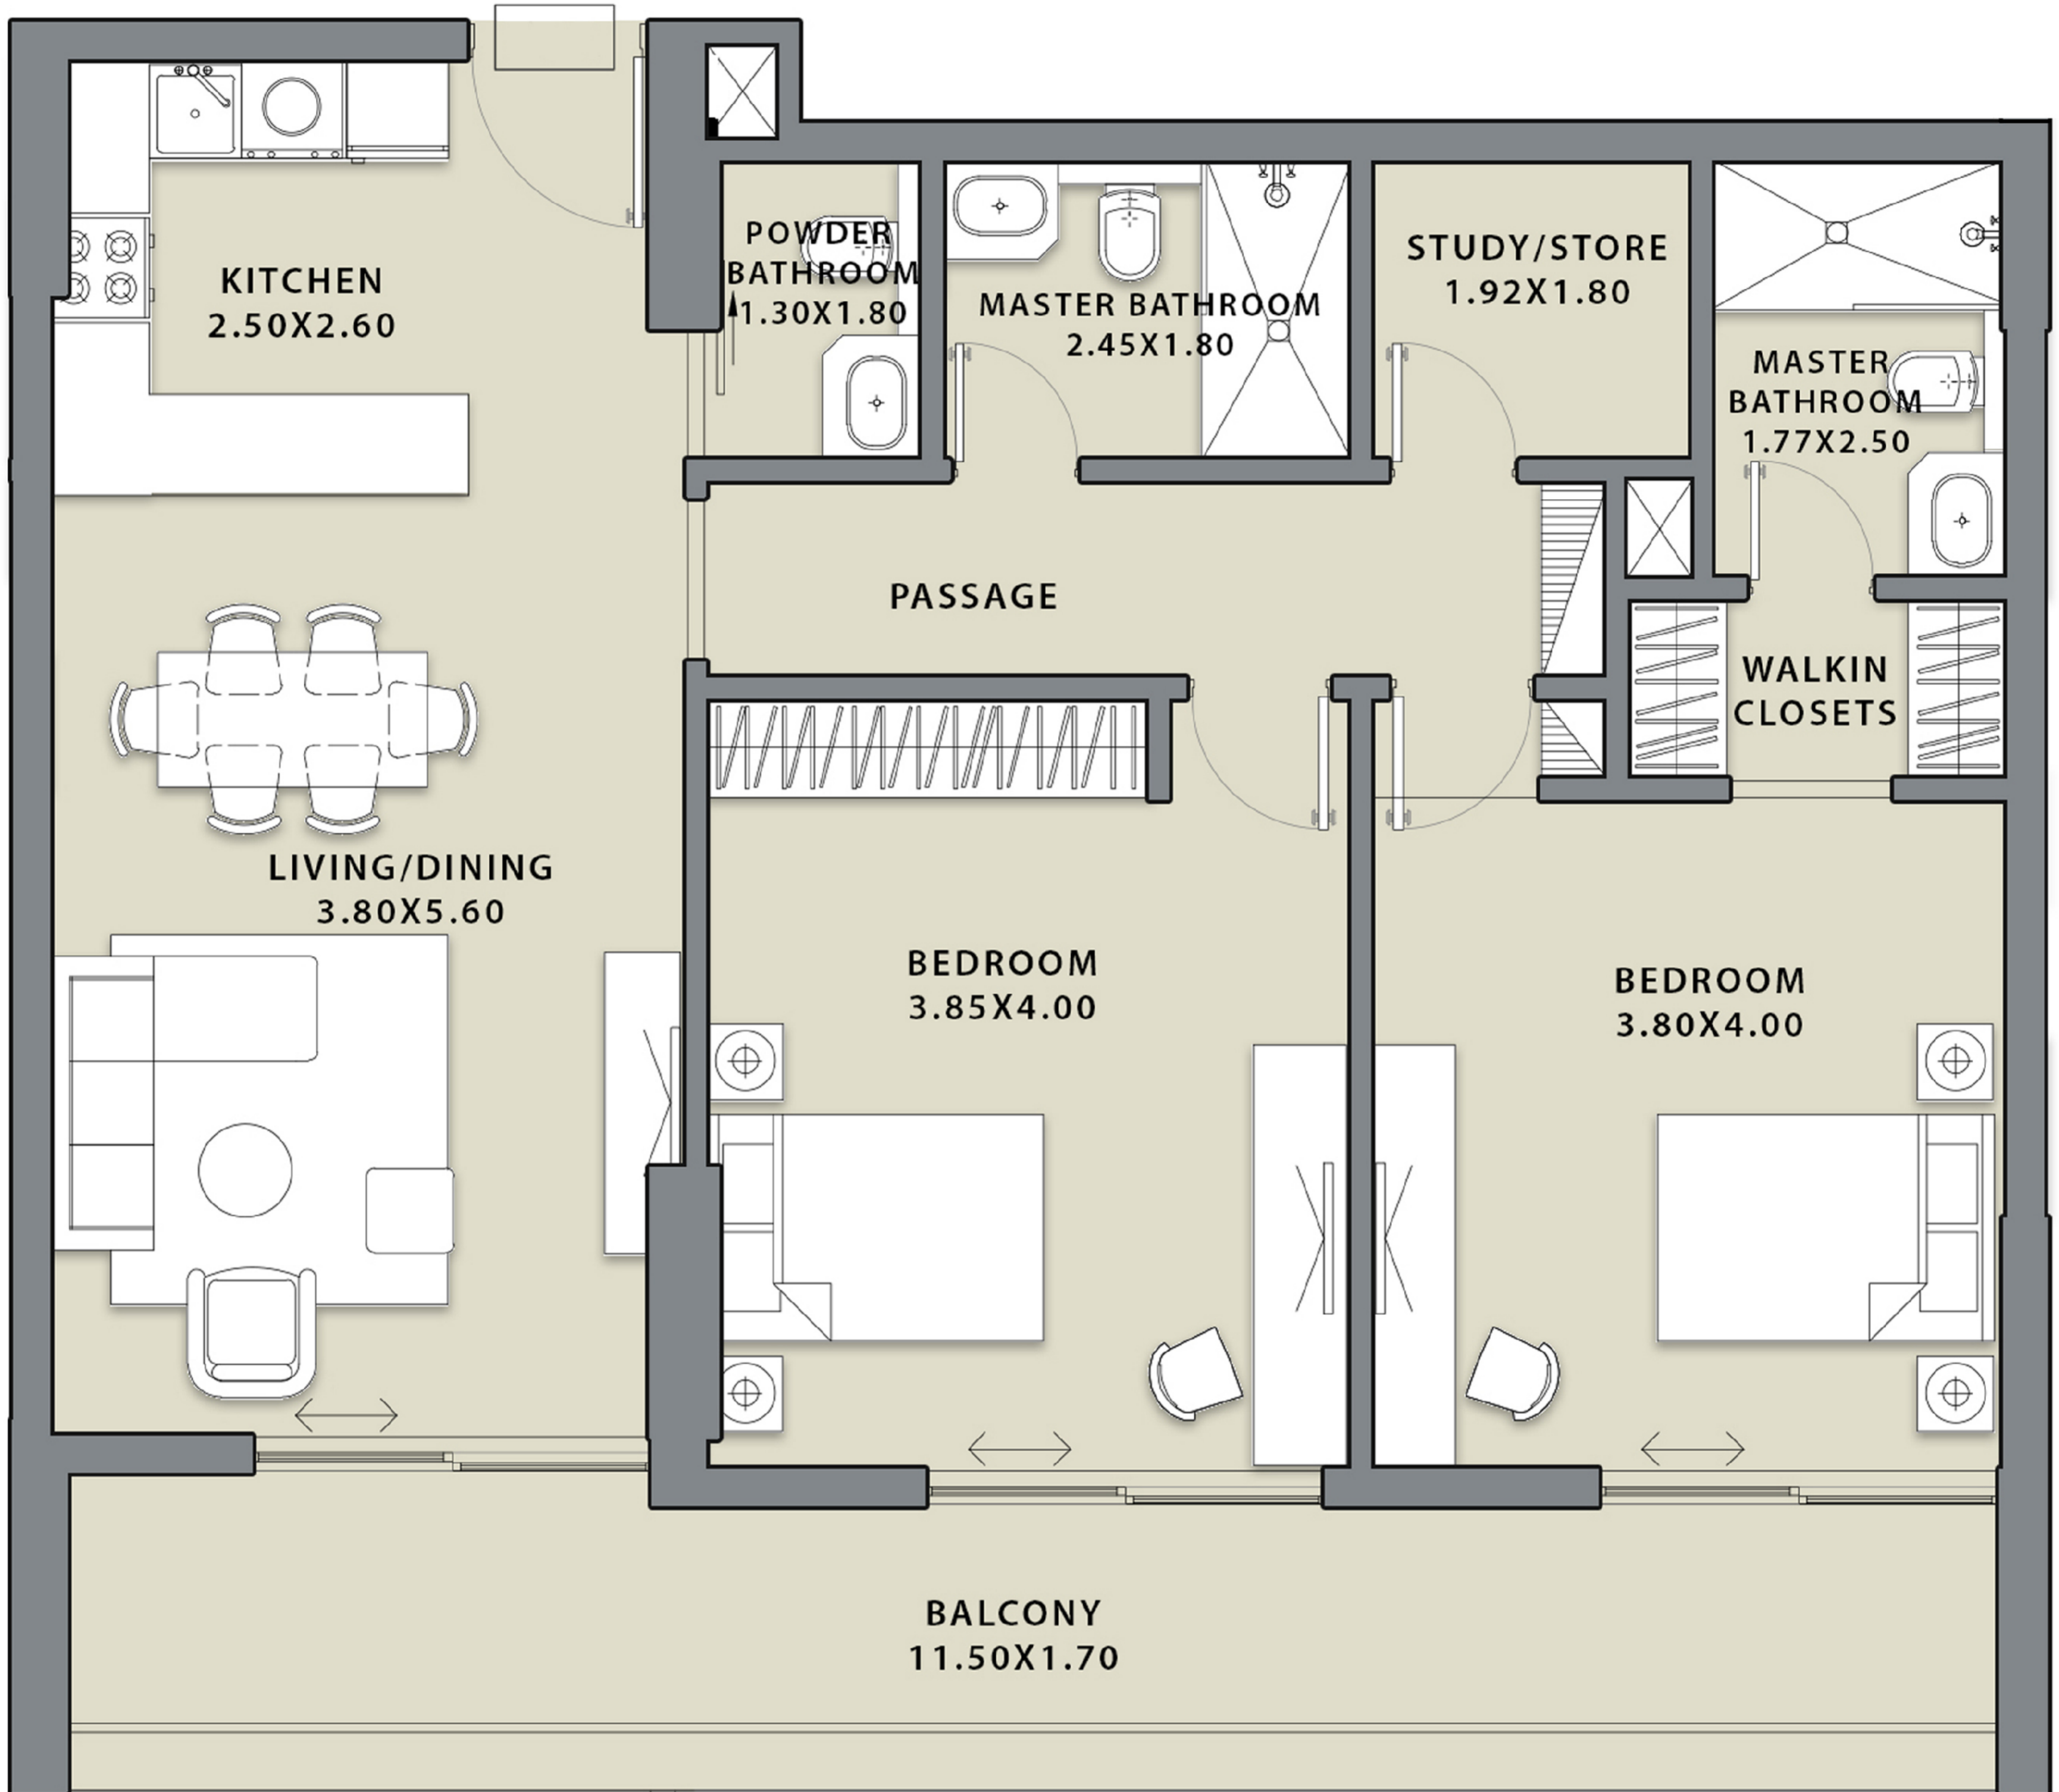 KITCHEN
2.50X2.60
POWDER
BATHROOM
1.30X1.80
MASTER BATHROOM
2.45X1.80
STUDY/STORE
1.92X1.80
MASTER
BATHROOM
1.77X2.50
PASSAGE
WALKIN
CLOSETS
LIVING/DINING
3.80X5.60
BEDROOM
3.85X4.00
BEDROOM
3.80X4.00
BALCONY
11.50X1.70